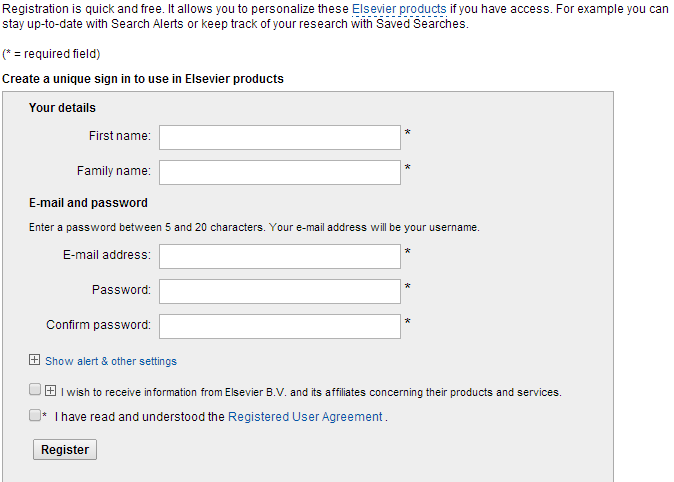 Registration is quick and free. It allows you to personalize these Elsevier products if you have access. For example you can
stay up-to-date with Search Alerts or keep track of your research with Saved Searches.
(* = required field)
Create a unique sign in to use in Elsevier products
Your details
First name: *
Family name: *
E-mail and password
Enter a password between 5 and 20 characters. Your e-mail address will be your username.
E-mail address: *
Password: *
Confirm password: *
Show alert & other settings
I wish to receive information from Elsevier B.V. and its affiliates concerning their products and services.
* I have read and understood the Registered User Agreement .
Register